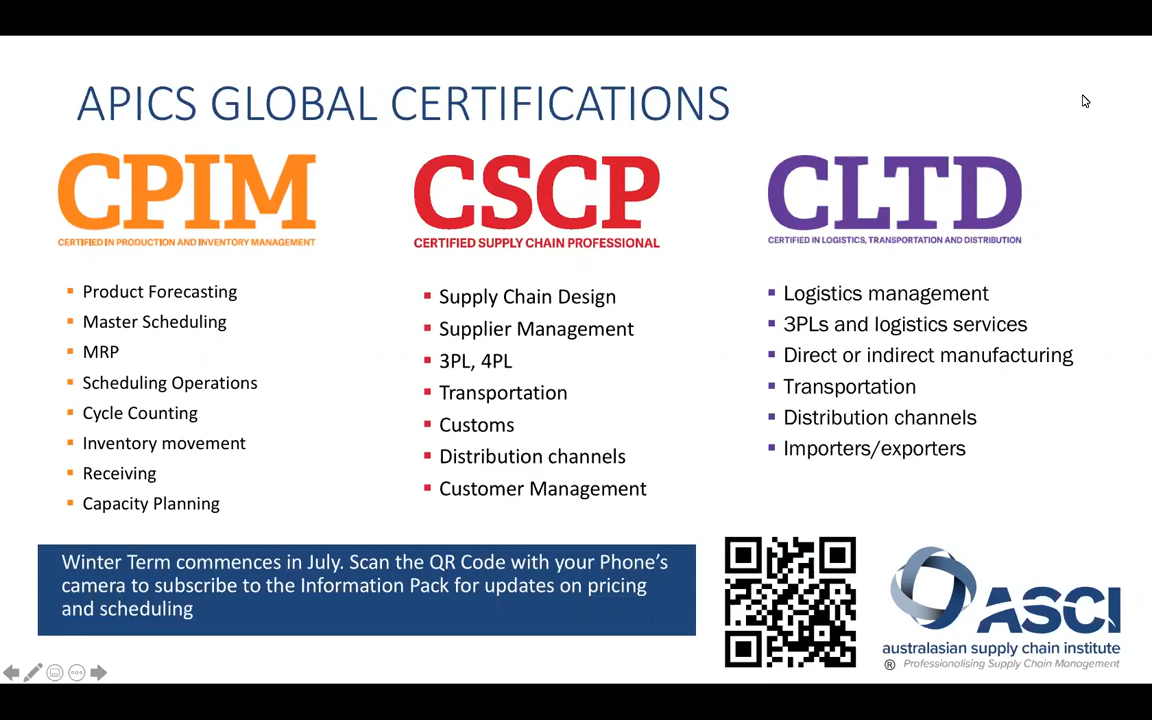 APICS GLOBAL CERTIFICATIONS
CPIM
CERTIFIED IN PRODUCTION AND INVENTORY MANAGEMENT
Product Forecasting
Master Scheduling
MRP
Scheduling Operations
Cycle Counting
Inventory movement
Receiving
Capacity Planning
CSCP
CERTIFIED SUPPLY CHAIN PROFESSIONAL
Supply Chain Design
Supplier Management
3PL, 4PL
Transportation
Customs
Distribution channels
Customer Management
CLTD
CERTIFIED IN LOGISTICS, TRANSPORTATION AND DISTRIBUTION
Logistics management
3PLs and logistics services
Direct or indirect manufacturing
Transportation
Distribution channels
Importers/exporters
Winter Term commences in July. Scan the QR Code with your Phone’s
camera to subscribe to the Information Pack for updates on pricing
and scheduling
ASCI
australasian supply chain institute
® Professionalising Supply Chain Management